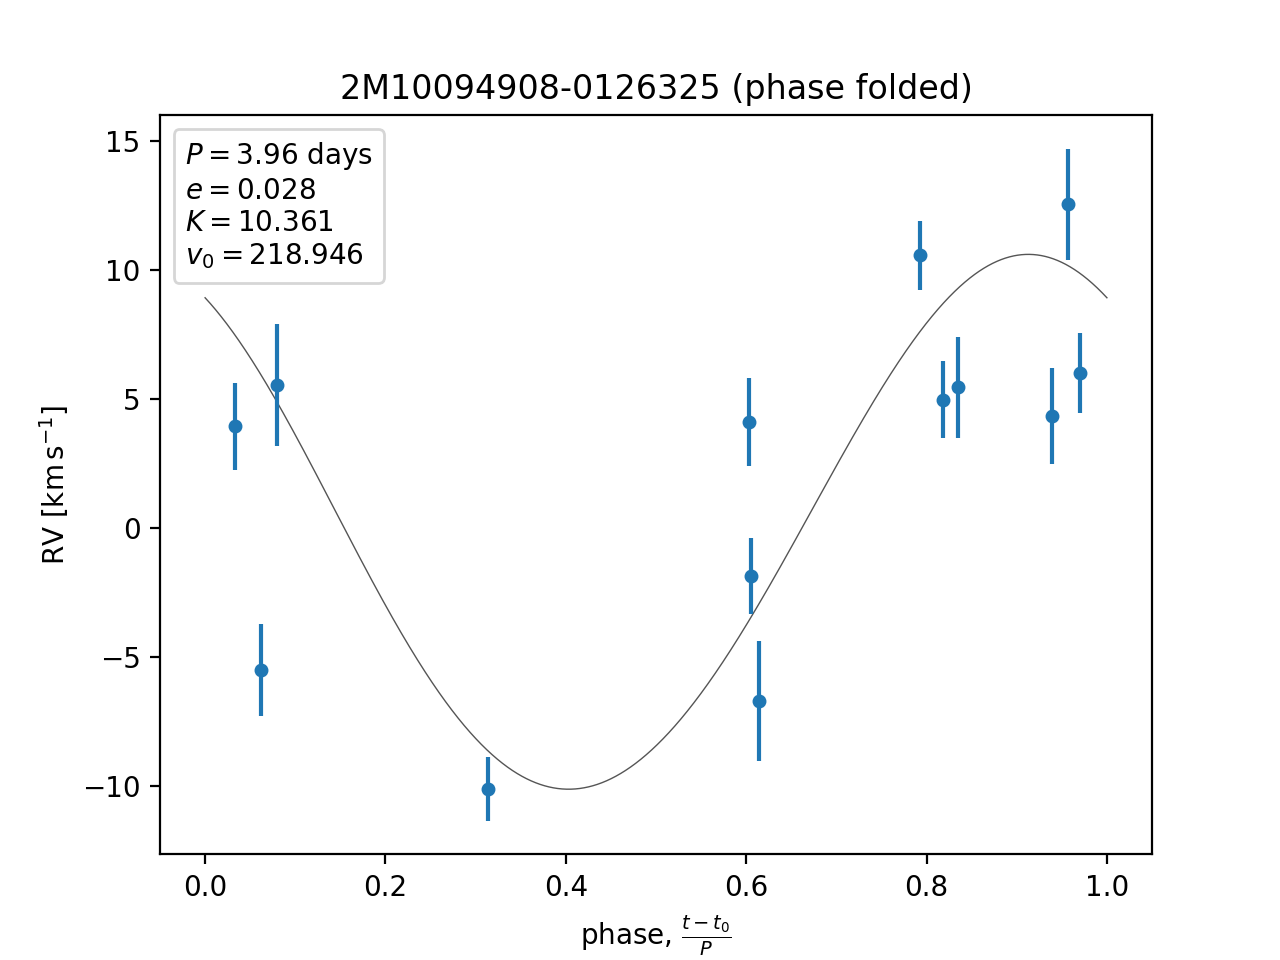 2M10094908-0126325 (phase folded)
P = 3.96 days
e = 0.028
K = 10.361
v₀ = 218.946
15
10
5
0
−5
−10
RV [km s⁻¹]
0.0 0.2 0.4 0.6 0.8 1.0
phase, (t − t₀)/P